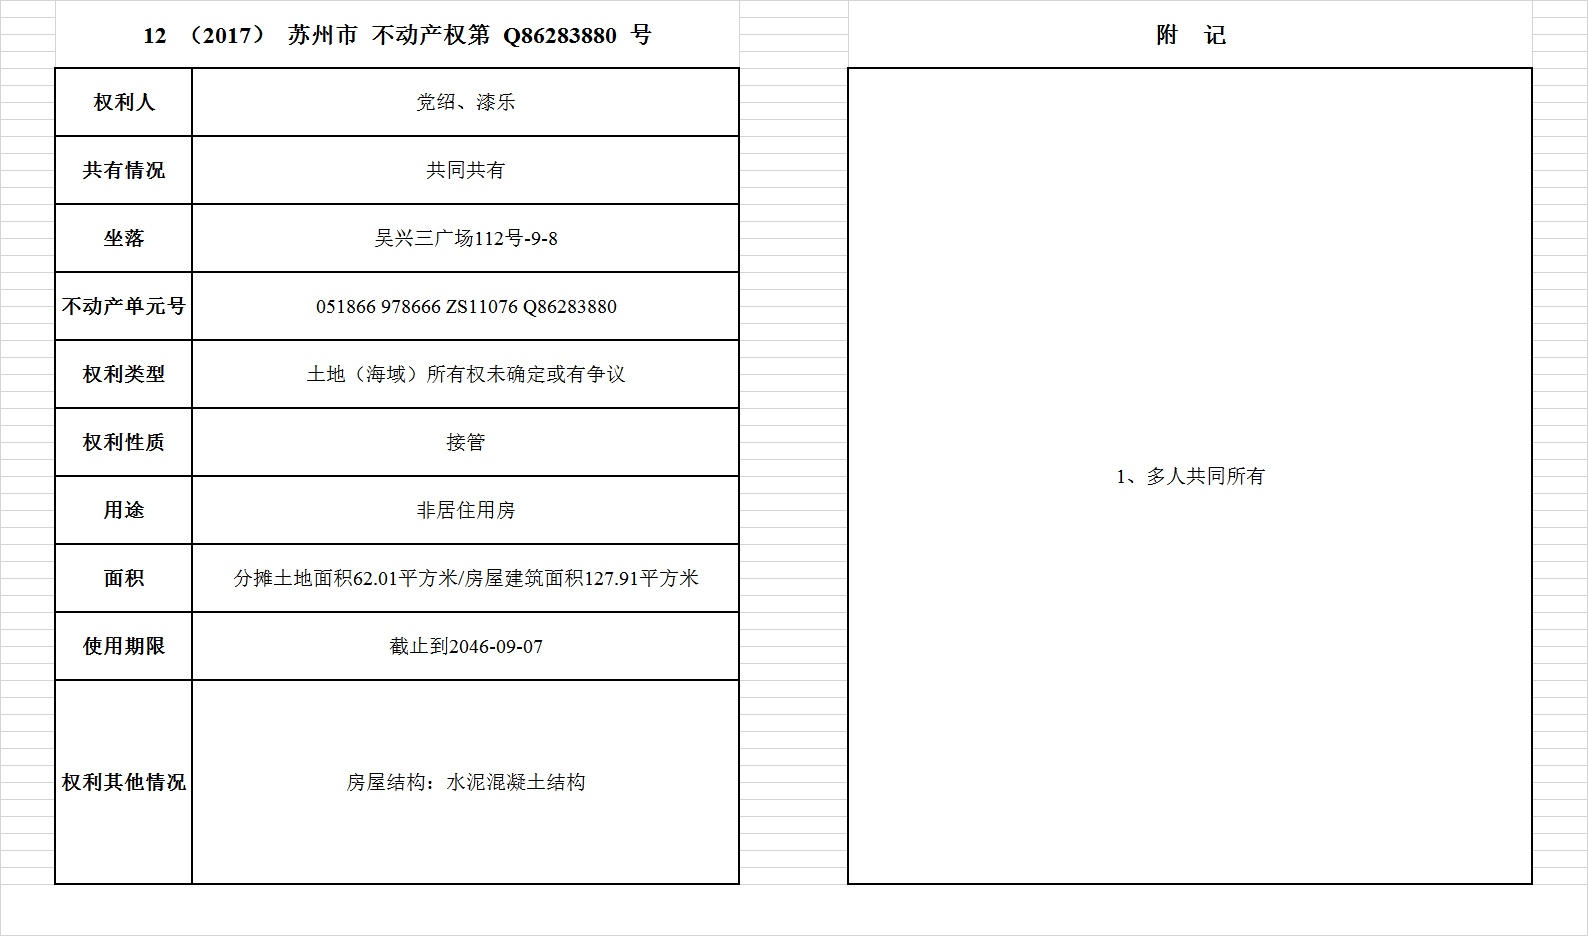 12 （2017） 苏州市 不动产权第 Q86283880 号
权利人 党绍、漆乐
共有情况 共同共有
坐落 吴兴三广场112号-9-8
不动产单元号 051866 978666 ZS11076 Q86283880
权利类型 土地（海域）所有权未确定或有争议
权利性质 接管
用途 非居住用房
面积 分摊土地面积62.01平方米/房屋建筑面积127.91平方米
使用期限 截止到2046-09-07
权利其他情况 房屋结构：水泥混凝土结构
附 记
1、多人共同所有